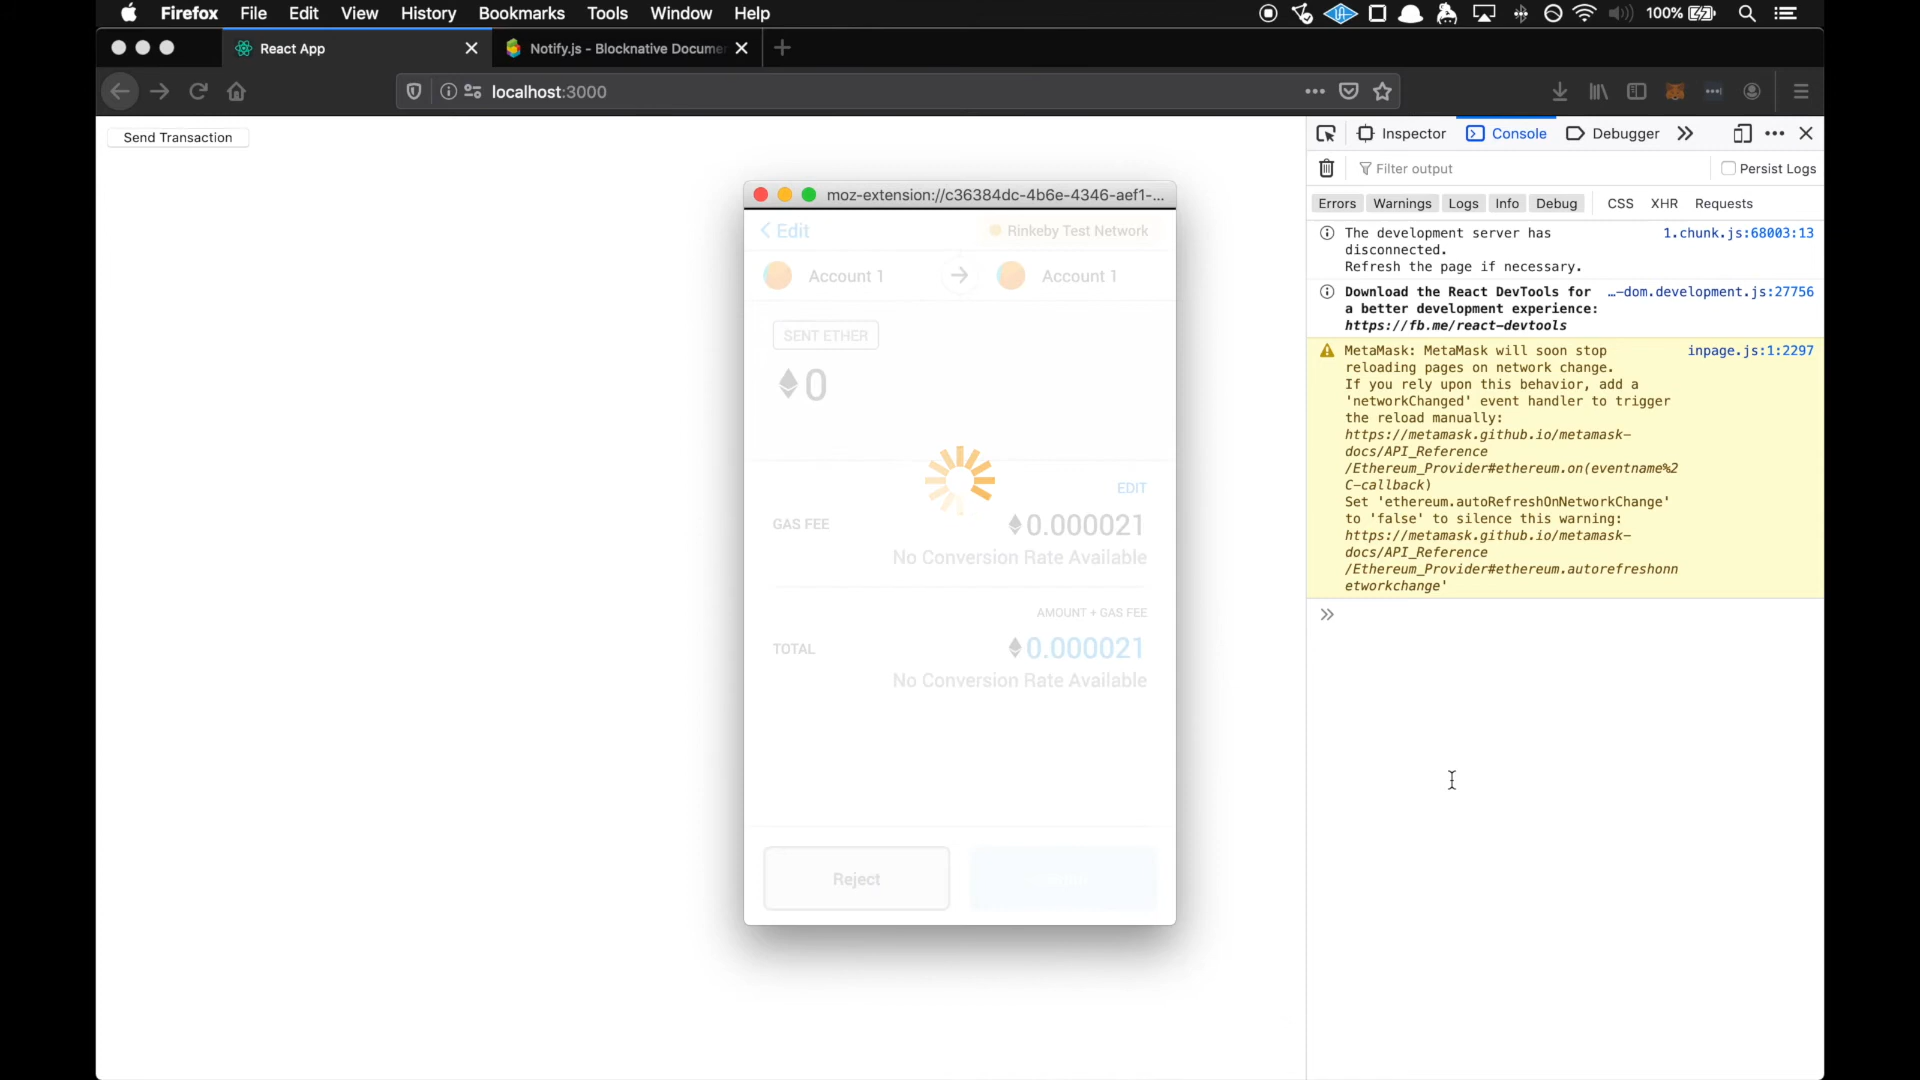 Firefox File Edit View History Bookmarks Tools Window Help 100%
React App Notify.js - Blocknative Docume
localhost:3000
Send Transaction
Inspector Console Debugger
Filter output Persist Logs
Errors Warnings Logs Info Debug CSS XHR Requests
The development server has 1.chunk.js:68003:13
disconnected.
Refresh the page if necessary.
Download the React DevTools for …-dom.development.js:27756
a better development experience:
https://fb.me/react-devtools
MetaMask: MetaMask will soon stop inpage.js:1:2297
reloading pages on network change.
If you rely upon this behavior, add a
'networkChanged' event handler to trigger
the reload manually:
https://metamask.github.io/metamask-
docs/API_Reference
/Ethereum_Provider#ethereum.on(eventname%2
C-callback)
Set 'ethereum.autoRefreshOnNetworkChange'
to 'false' to silence this warning:
https://metamask.github.io/metamask-
docs/API_Reference
/Ethereum_Provider#ethereum.autorefreshonn
etworkchange'
moz-extension://c36384dc-4b6e-4346-aef1-...
Edit Rinkeby Test Network
Account 1 Account 1
SENT ETHER
0
EDIT
GAS FEE 0.000021
No Conversion Rate Available
AMOUNT + GAS FEE
TOTAL 0.000021
No Conversion Rate Available
Reject